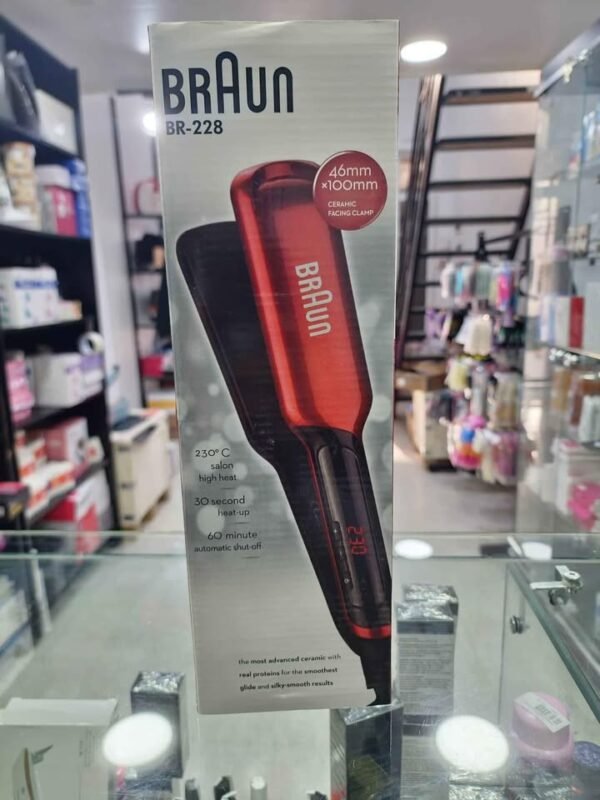 BRAUN
BR-228
46mm
×100mm
CERAMIC
FACING CLAMP
BRAUN
230° C
salon
high heat
30 second
heat-up
60 minute
automatic shut-off
230
the most advanced ceramic with
real proteins for the smoothest
glide and silky-smooth results